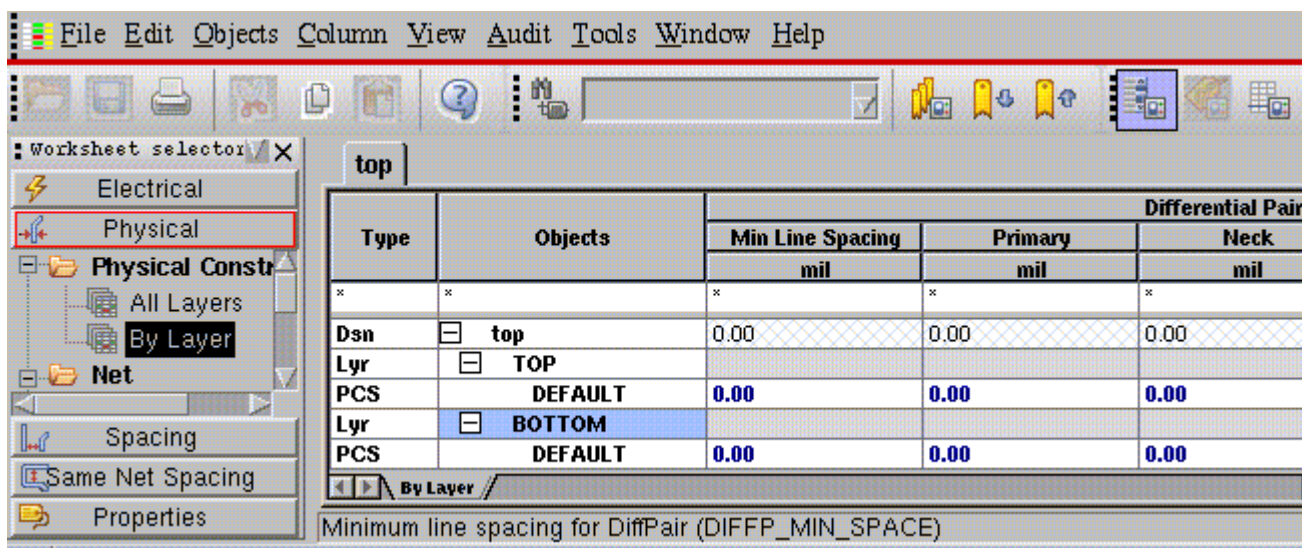 File Edit Objects Column View Audit Tools Window Help
Worksheet selector
top
Electrical
Physical
Physical Constr
All Layers
By Layer
Net
Spacing
Same Net Spacing
Properties
Differential Pair
Type Objects Min Line Spacing Primary Neck
mil mil mil
* * * * *
Dsn top 0.00 0.00 0.00
Lyr TOP
PCS DEFAULT 0.00 0.00 0.00
Lyr BOTTOM
PCS DEFAULT 0.00 0.00 0.00
By Layer
Minimum line spacing for DiffPair (DIFFP_MIN_SPACE)